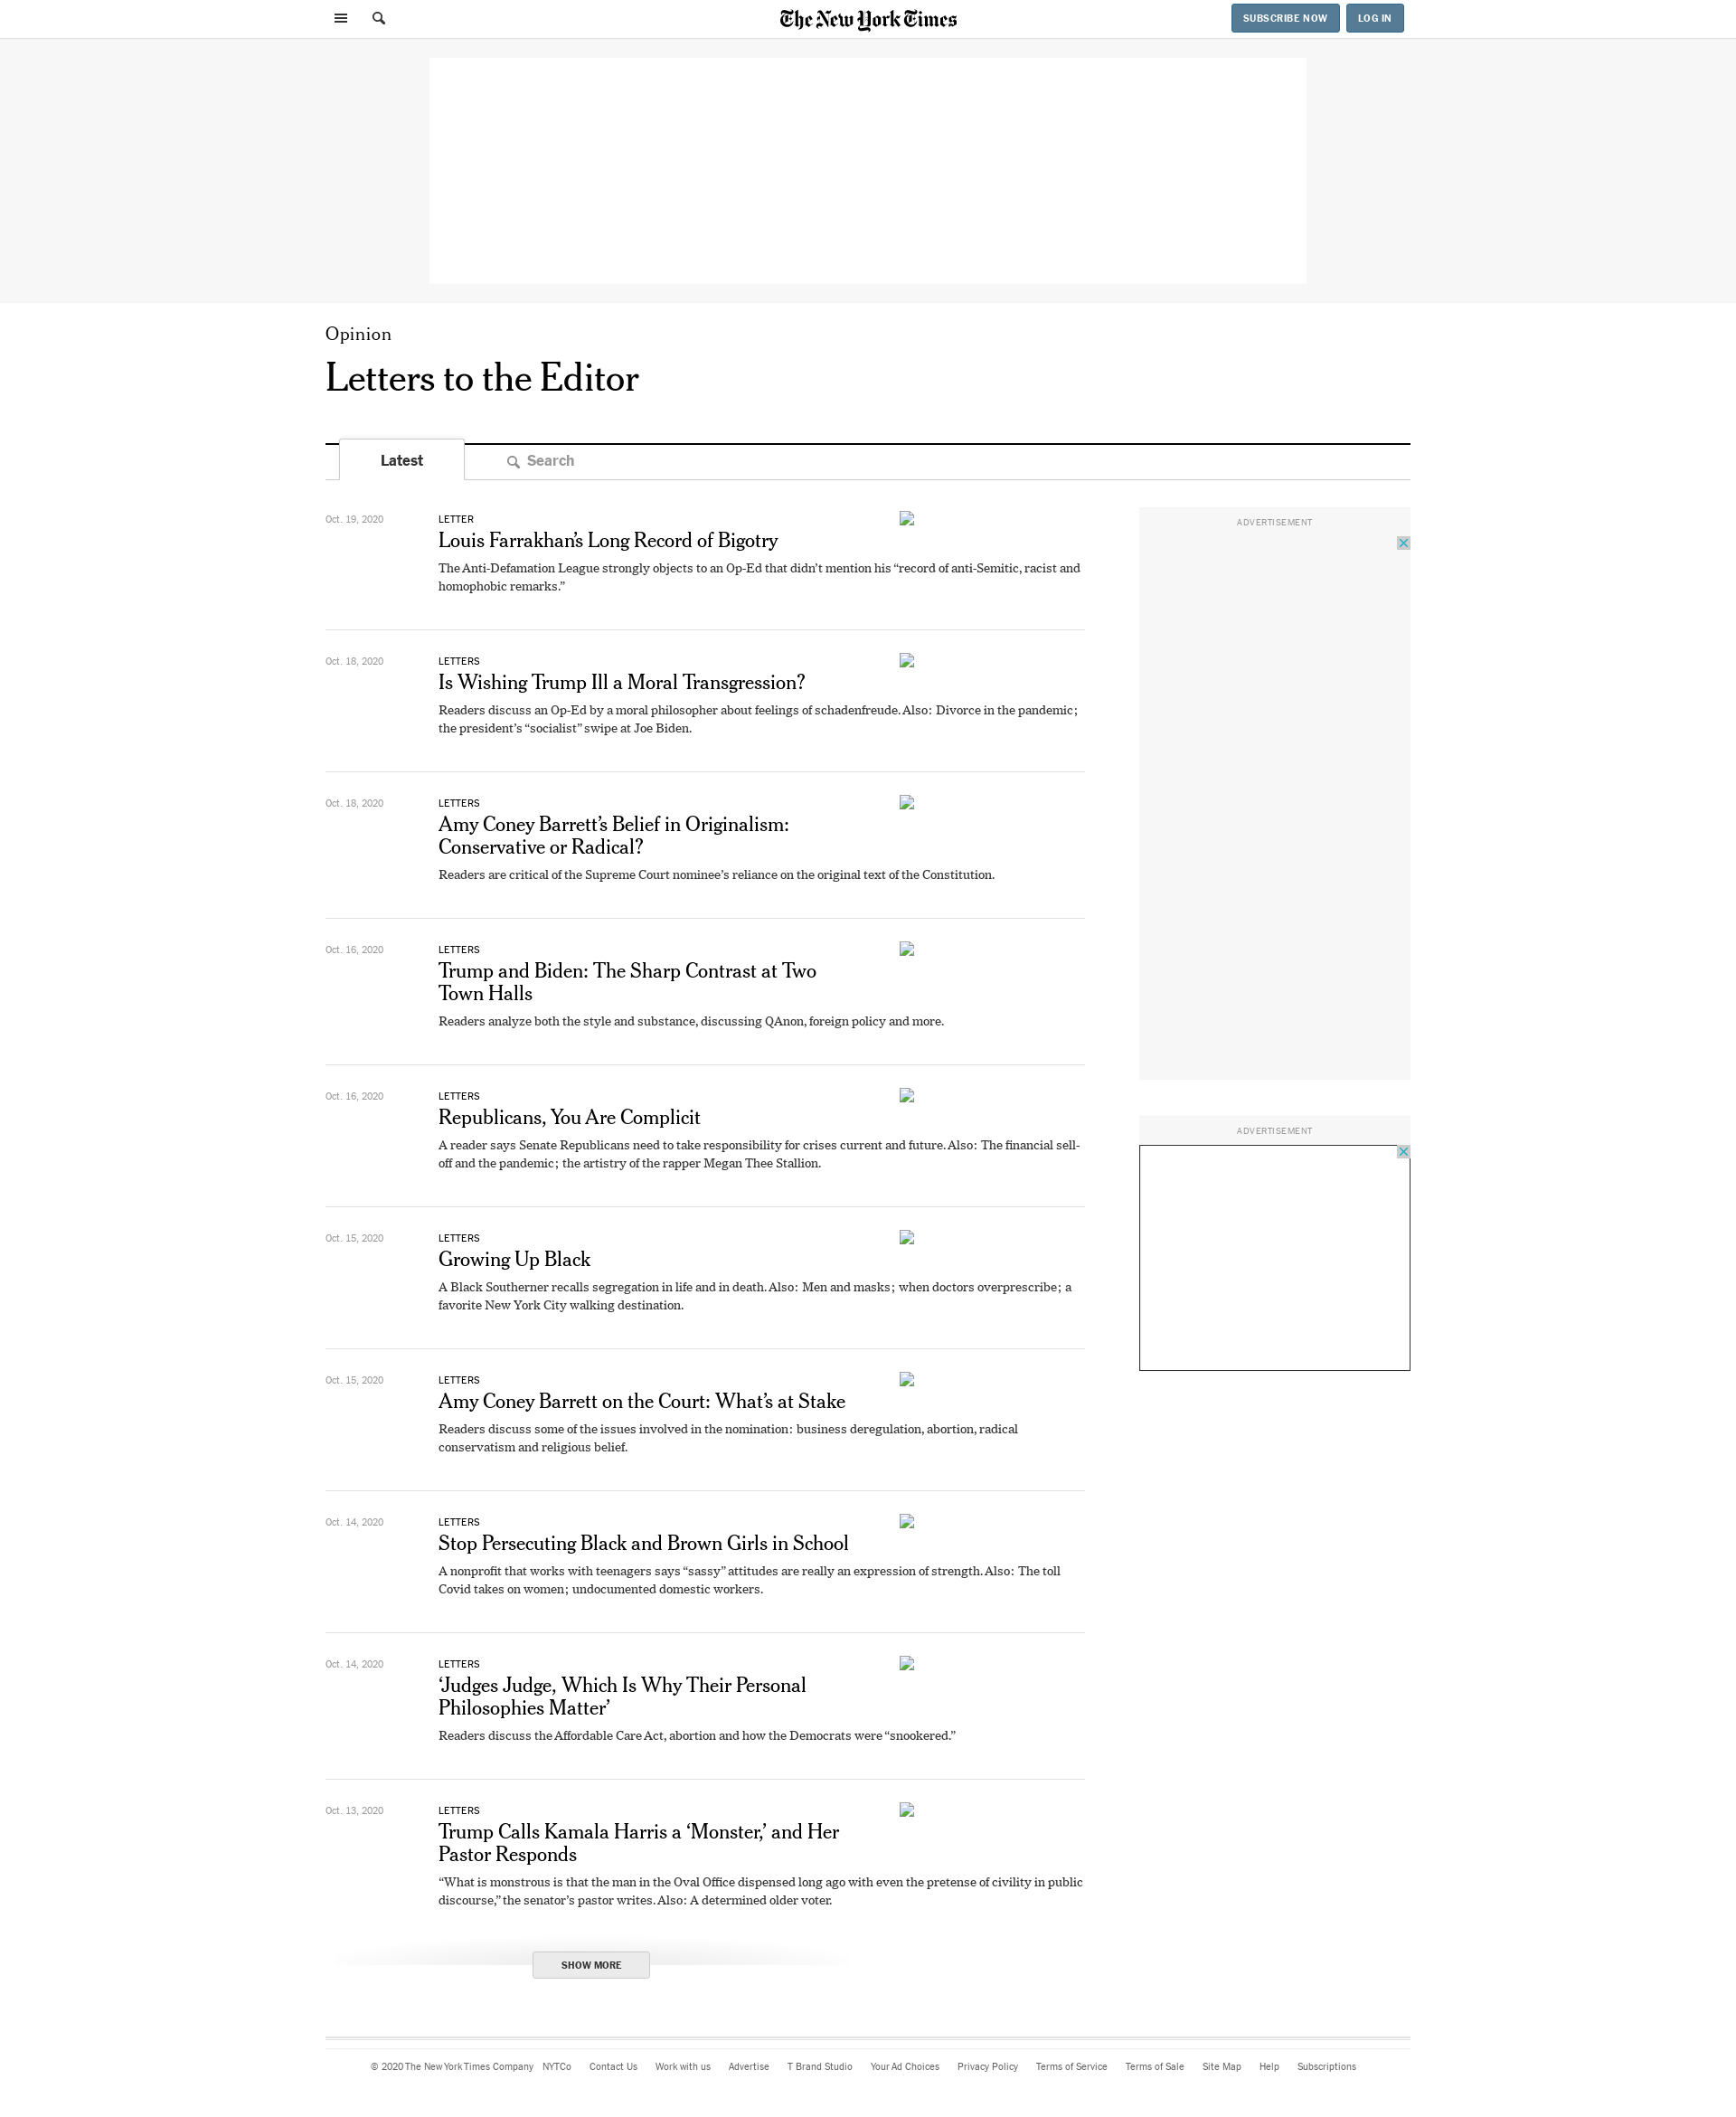 The New York Times
SUBSCRIBE NOW
LOG IN
Opinion
Letters to the Editor
Latest
Search
Oct. 19, 2020
LETTER
Louis Farrakhan’s Long Record of Bigotry
The Anti-Defamation League strongly objects to an Op-Ed that didn’t mention his “record of anti-Semitic, racist and
homophobic remarks.”
ADVERTISEMENT
Oct. 18, 2020
LETTERS
Is Wishing Trump Ill a Moral Transgression?
Readers discuss an Op-Ed by a moral philosopher about feelings of schadenfreude. Also: Divorce in the pandemic;
the president’s “socialist” swipe at Joe Biden.
Oct. 18, 2020
LETTERS
Amy Coney Barrett’s Belief in Originalism:
Conservative or Radical?
Readers are critical of the Supreme Court nominee’s reliance on the original text of the Constitution.
Oct. 16, 2020
LETTERS
Trump and Biden: The Sharp Contrast at Two
Town Halls
Readers analyze both the style and substance, discussing QAnon, foreign policy and more.
Oct. 16, 2020
LETTERS
Republicans, You Are Complicit
A reader says Senate Republicans need to take responsibility for crises current and future. Also: The financial sell-
off and the pandemic; the artistry of the rapper Megan Thee Stallion.
ADVERTISEMENT
Oct. 15, 2020
LETTERS
Growing Up Black
A Black Southerner recalls segregation in life and in death. Also: Men and masks; when doctors overprescribe; a
favorite New York City walking destination.
Oct. 15, 2020
LETTERS
Amy Coney Barrett on the Court: What’s at Stake
Readers discuss some of the issues involved in the nomination: business deregulation, abortion, radical
conservatism and religious belief.
Oct. 14, 2020
LETTERS
Stop Persecuting Black and Brown Girls in School
A nonprofit that works with teenagers says “sassy” attitudes are really an expression of strength. Also: The toll
Covid takes on women; undocumented domestic workers.
Oct. 14, 2020
LETTERS
‘Judges Judge, Which Is Why Their Personal
Philosophies Matter’
Readers discuss the Affordable Care Act, abortion and how the Democrats were “snookered.”
Oct. 13, 2020
LETTERS
Trump Calls Kamala Harris a ‘Monster,’ and Her
Pastor Responds
“What is monstrous is that the man in the Oval Office dispensed long ago with even the pretense of civility in public
discourse,” the senator’s pastor writes. Also: A determined older voter.
SHOW MORE
© 2020 The New York Times Company NYTCo Contact Us Work with us Advertise T Brand Studio Your Ad Choices Privacy Policy Terms of Service Terms of Sale Site Map Help Subscriptions